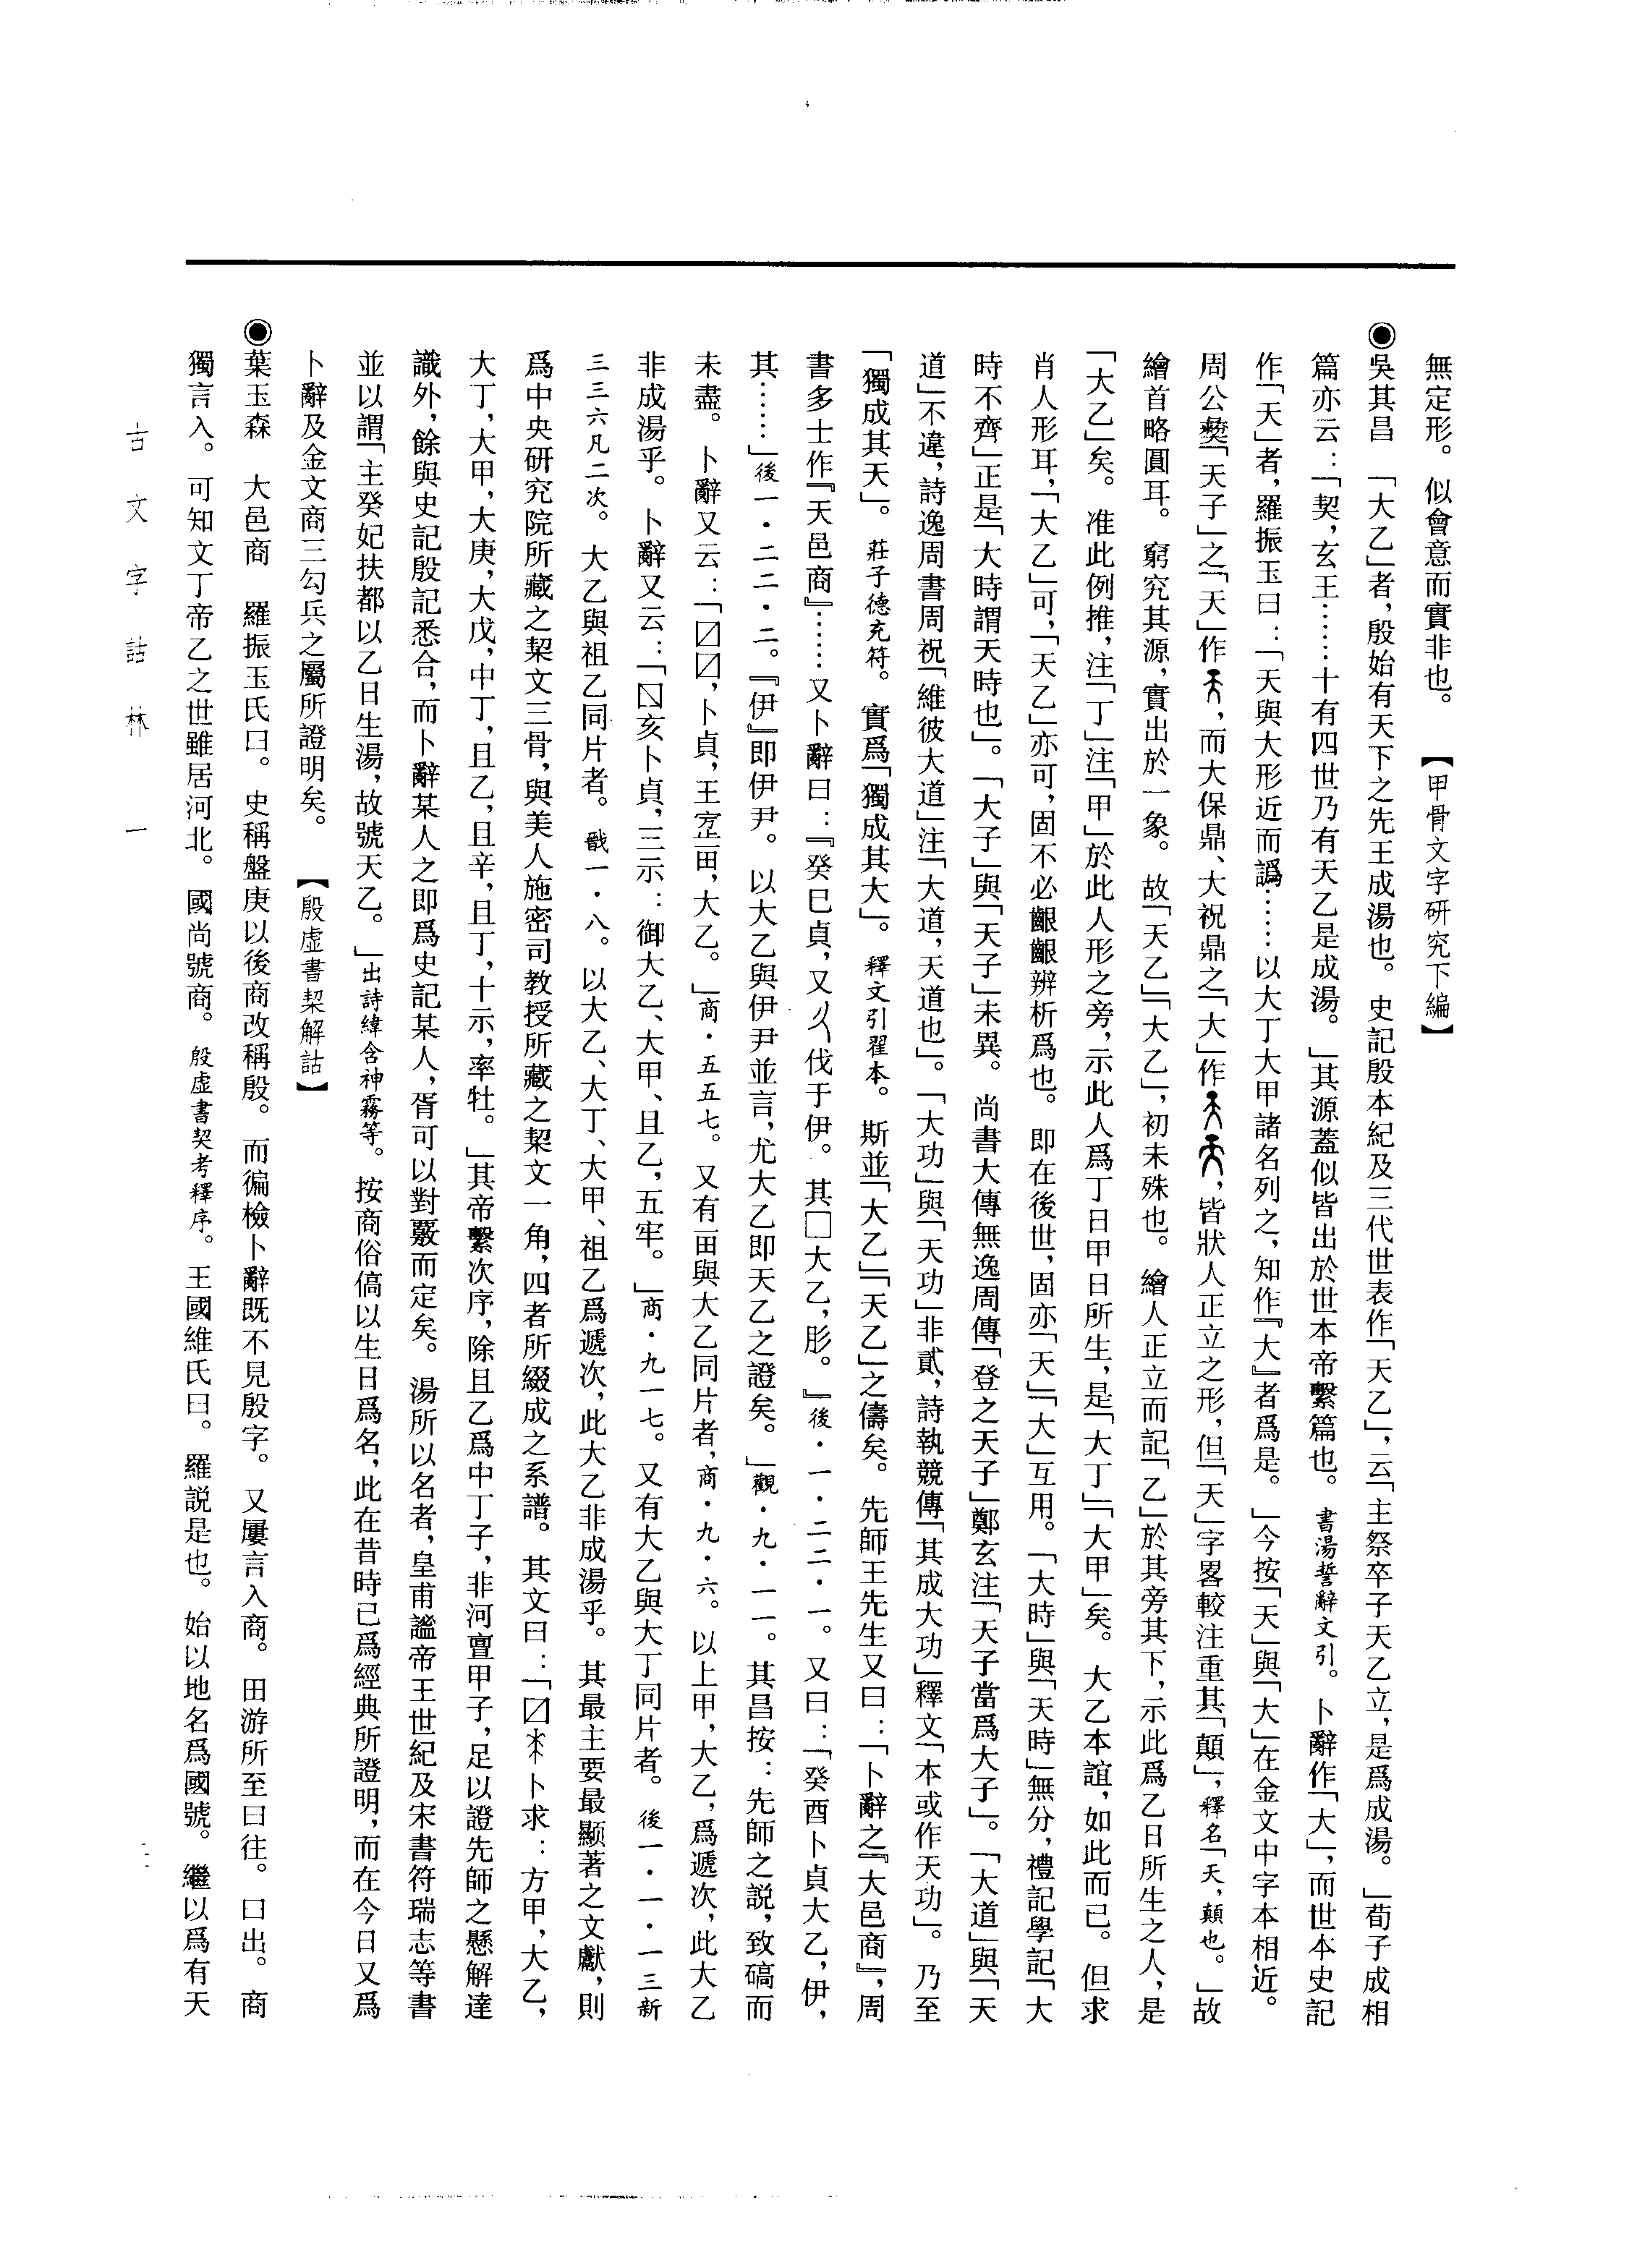 無定形。似會意而實非也。【甲骨文字研究下編】
◉吳其昌　「大乙」者，殷始有天下之先王成湯也。史記殷本紀及三代世表作「天乙」，云「主祭卒子天乙立，是爲成湯。」荀子成相
篇亦云：「契，玄王……十有四世乃有天乙是成湯。」其源蓋似皆出於世本帝繫篇也。書湯誓辭文引。卜辭作「大」，而世本史記
作「天」者，羅振玉曰：「天與大形近而譌……以大丁大甲諸名列之，知作『大』者爲是。」今按「天」與「大」在金文中字本相近。
周公彝「天子」之「天」作，而大保鼎、大祝鼎之「大」作，皆狀人正立之形，但「天」字畧較注重其「顛」，釋名「天，顛也。」故
繪首略圓耳。窮究其源，實出於一象。故「天乙」「大乙」，初未殊也。繪人正立而記「乙」於其旁其下，示此爲乙日所生之人，是
「大乙」矣。准此例推，注「丁」注「甲」於此人形之旁，示此人爲丁日甲日所生，是「大丁」「大甲」矣。大乙本誼，如此而已。但求
肖人形耳，「大乙」可，「天乙」亦可，固不必齦齦辨析爲也。即在後世，固亦「天」「大」互用。「大時」與「天時」無分，禮記學記「大
時不齊」正是「大時謂天時也」。「大子」與「天子」未異。尚書大傳無逸周傳「登之天子」鄭玄注「天子當爲大子」。「大道」與「天
道」不違，詩逸周書周祝「維彼大道」注「大道，天道也」。「大功」與「天功」非貳，詩執競傳「其成大功」釋文「本或作天功」。乃至
「獨成其天」。莊子德充符。實爲「獨成其大」。釋文引翟本。斯並「大乙」「天乙」之儔矣。先師王先生又曰：「卜辭之『大邑商』，周
書多士作『天邑商』……又卜辭曰：『癸巳貞，又伐于伊。其□大乙，肜。』後·一·二二·一。又曰：「癸酉卜貞大乙，伊，
其……」後一·二二·二。『伊』即伊尹。以大乙與伊尹並言，尤大乙即天乙之證矣。」觀·九·一一。其昌按：先師之説，致碻而
未盡。卜辭又云：「〼〼，卜貞，王田，大乙。」商·五五七。又有田與大乙同片者，商·九·六。以上甲，大乙，爲遞次，此大乙
非成湯乎。卜辭又云：「〼亥卜貞，三示：御大乙、大甲、且乙，五牢。」商·九一七。又有大乙與大丁同片者。後一·一·一三新
三三六凡二次。大乙與祖乙同片者。戩一·八。以大乙、大丁、大甲、祖乙爲遞次，此大乙非成湯乎。其最主要最顯著之文獻，則
爲中央研究院所藏之栔文三骨，與美人施密司教授所藏之栔文一角，四者所綴成之系譜。其文曰：「〼卜求：方甲，大乙，
大丁，大甲，大庚，大戊，中丁，且乙，且辛，且丁，十示，率牡。」其帝繫次序，除且乙爲中丁子，非河亶甲子，足以證先師之懸解達
識外，餘與史記殷記悉合，而卜辭某人之即爲史記某人，胥可以對覈而定矣。湯所以名者，皇甫謐帝王世紀及宋書符瑞志等書
並以謂「主癸妃扶都以乙日生湯，故號天乙。」出詩緯含神霧等。按商俗傐以生日爲名，此在昔時已爲經典所證明，而在今日又爲
卜辭及金文商三勾兵之屬所證明矣。【殷虛書契解詁】
◉葉玉森　大邑商　羅振玉氏曰。史稱盤庚以後商改稱殷。而徧檢卜辭既不見殷字。又屢言入商。田游所至曰往。曰出。商
獨言入。可知文丁帝乙之世雖居河北。國尚號商。殷虛書契考釋序。王國維氏曰。羅説是也。始以地名爲國號。繼以爲有天
古文字詁林　一